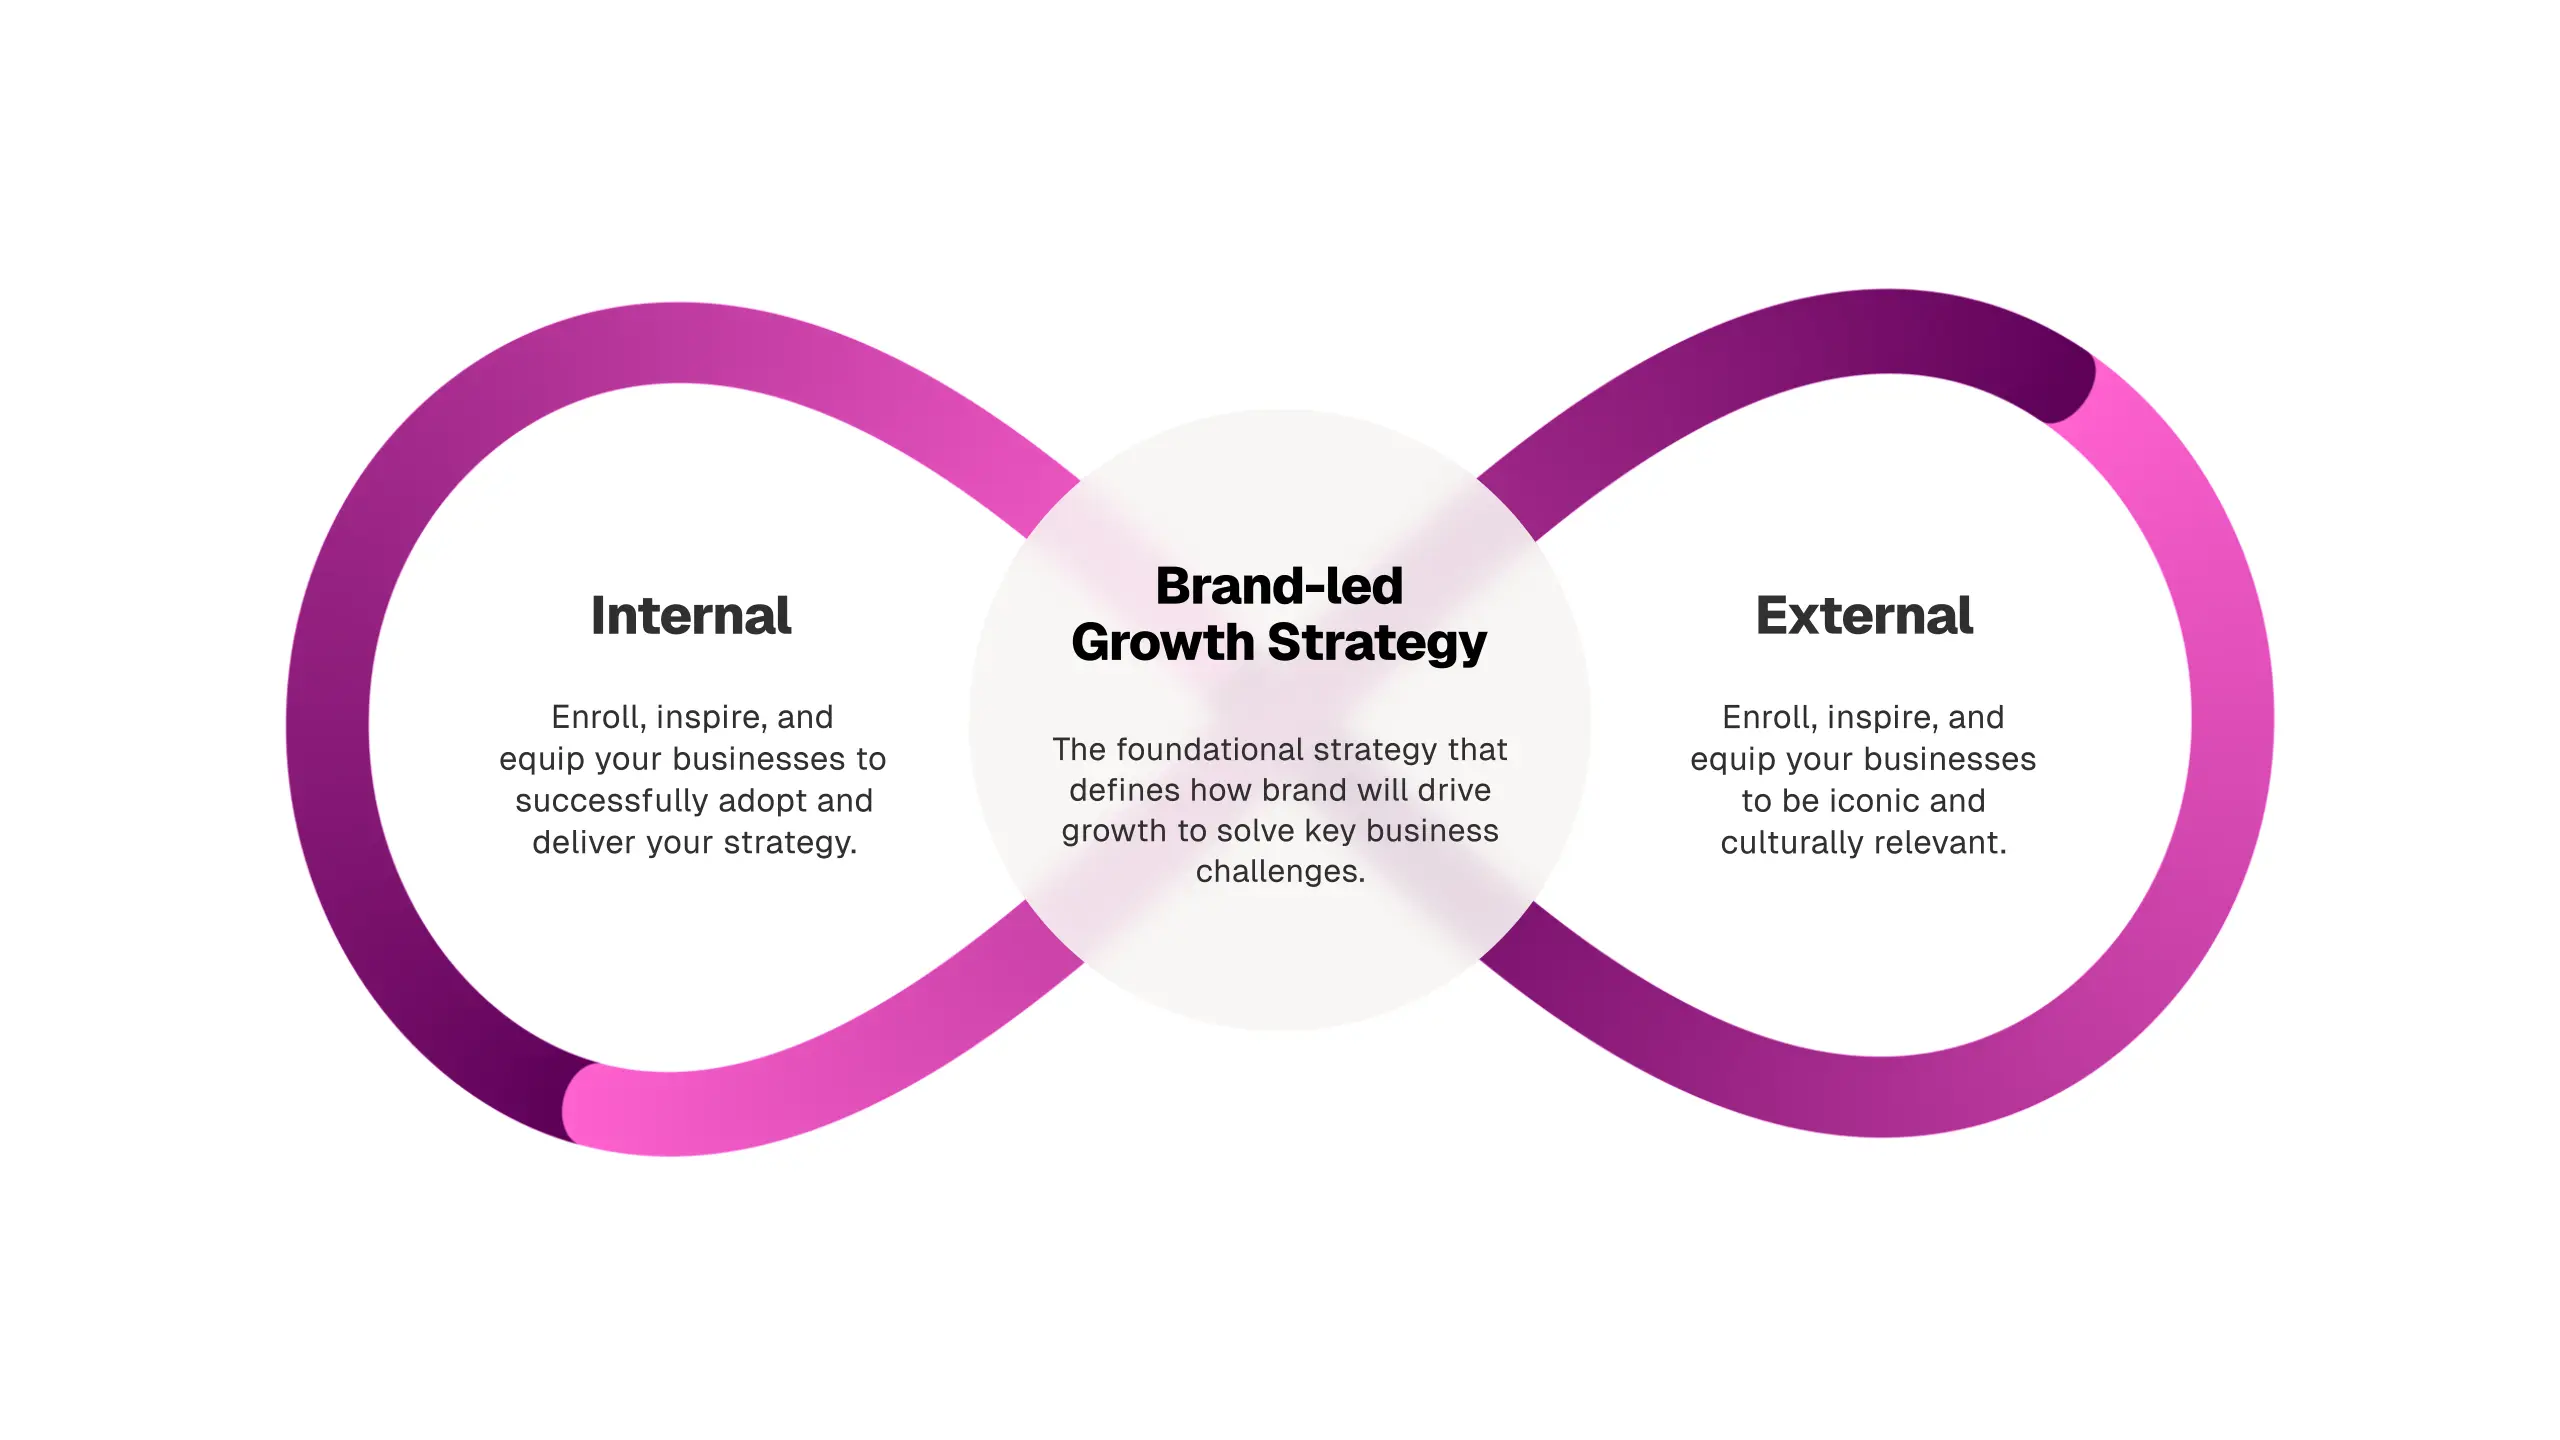 Internal
Enroll, inspire, and
equip your businesses to
successfully adopt and
deliver your strategy.
Brand-led
Growth Strategy
The foundational strategy that
defines how brand will drive
growth to solve key business
challenges.
External
Enroll, inspire, and
equip your businesses
to be iconic and
culturally relevant.